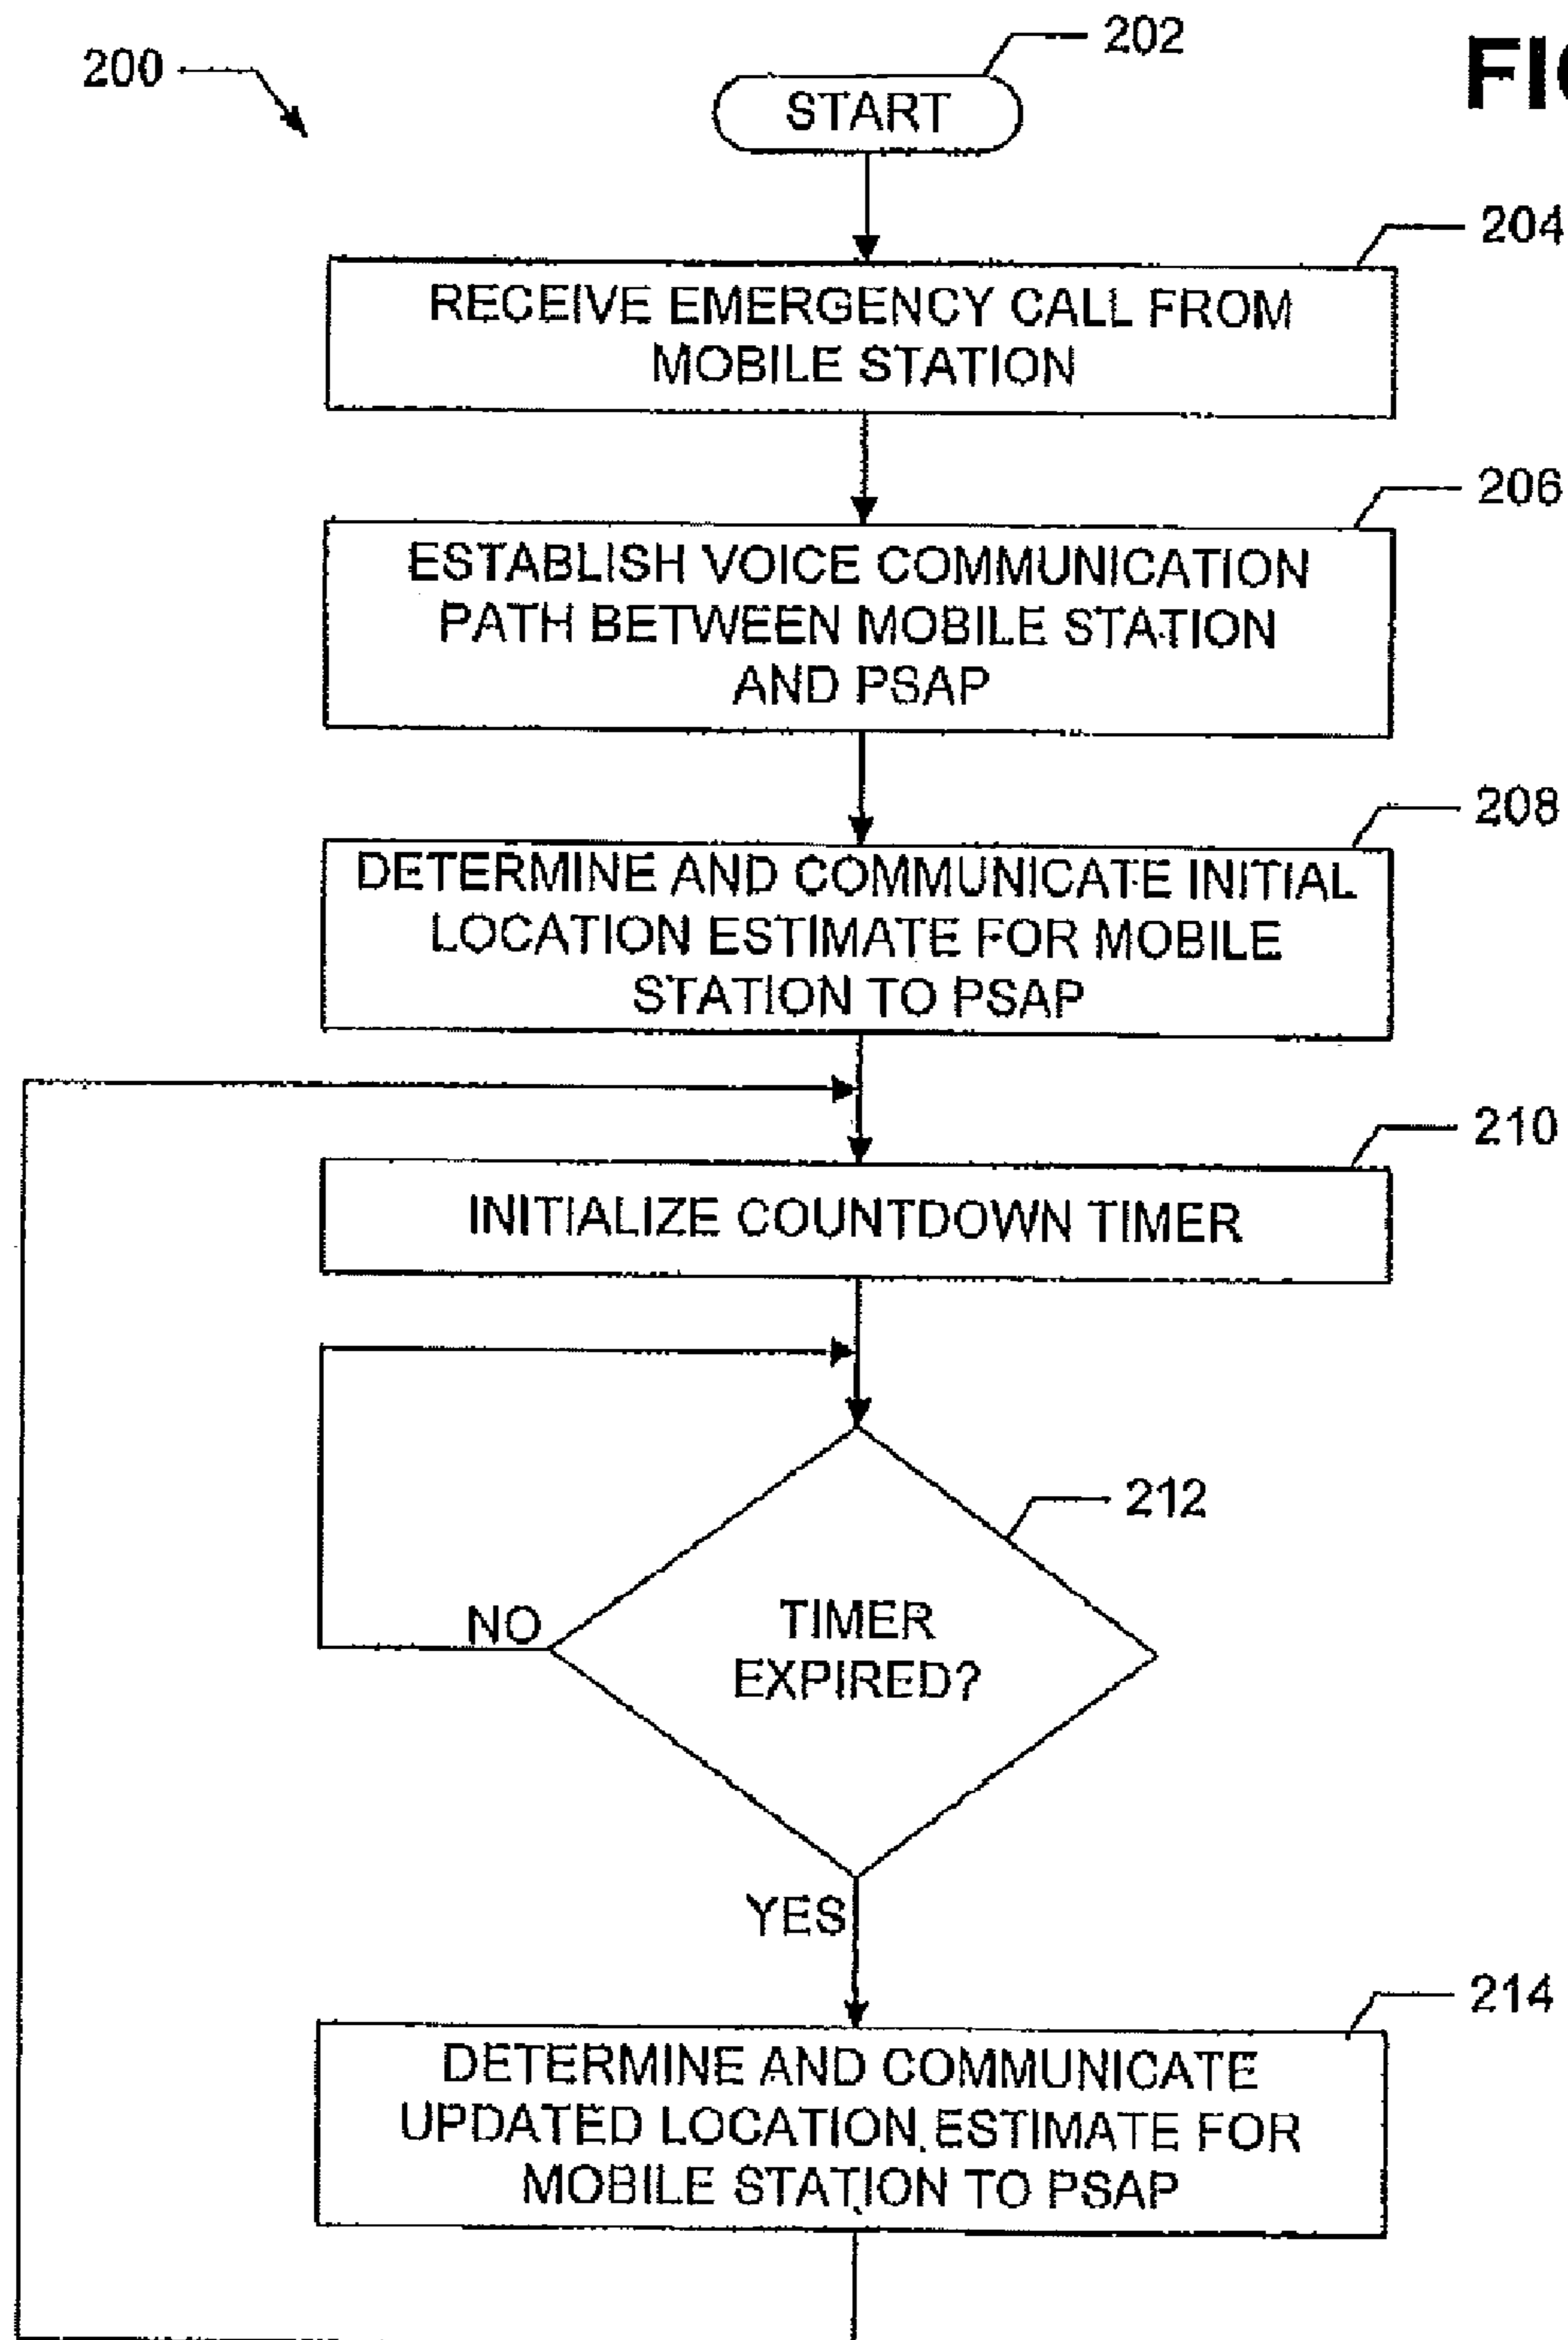 200
202
FIG
START
204
RECEIVE EMERGENCY CALL FROM
MOBILE STATION
206
ESTABLISH VOICE COMMUNICATION
PATH BETWEEN MOBILE STATION
AND PSAP
208
DETERMINE AND COMMUNICATE INITIAL
LOCATION ESTIMATE FOR MOBILE
STATION TO PSAP
210
INITIALIZE COUNTDOWN TIMER
212
NO
TIMER
EXPIRED?
YES
214
DETERMINE AND COMMUNICATE
UPDATED LOCATION ESTIMATE FOR
MOBILE STATION TO PSAP